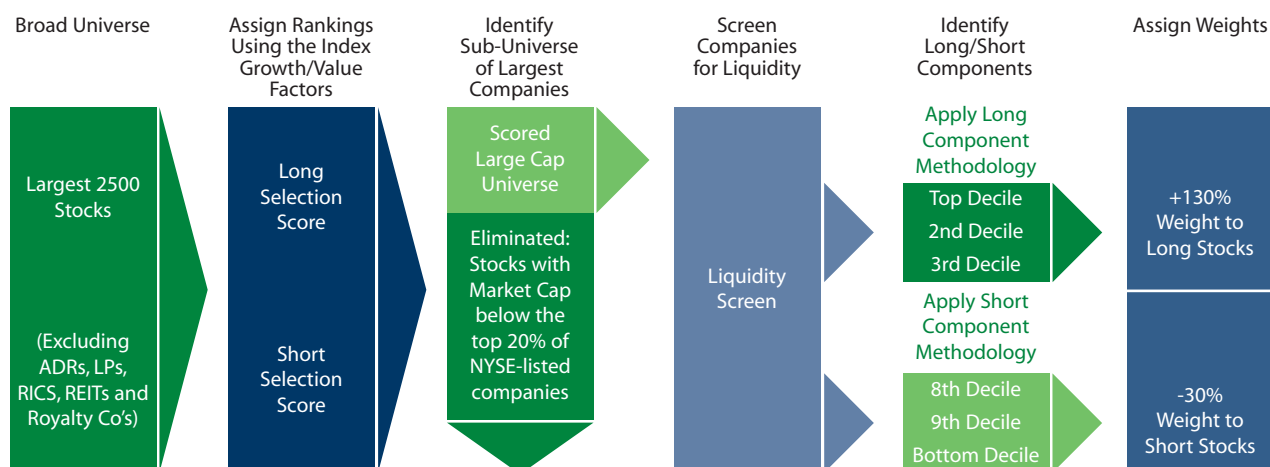 Broad Universe
Assign Rankings
Using the Index
Growth/Value
Factors
Identify
Sub-Universe
of Largest
Companies
Screen
Companies
for Liquidity
Identify
Long/Short
Components
Assign Weights
Largest 2500
Stocks
(Excluding
ADRs, LPs,
RICS, REITs and
Royalty Co's)
Long
Selection
Score
Short
Selection
Score
Scored
Large Cap
Universe
Eliminated:
Stocks with
Market Cap
below the
top 20% of
NYSE-listed
companies
Liquidity
Screen
Apply Long
Component
Methodology
Top Decile
2nd Decile
3rd Decile
Apply Short
Component
Methodology
8th Decile
9th Decile
Bottom Decile
+130%
Weight to
Long Stocks
-30%
Weight to
Short Stocks